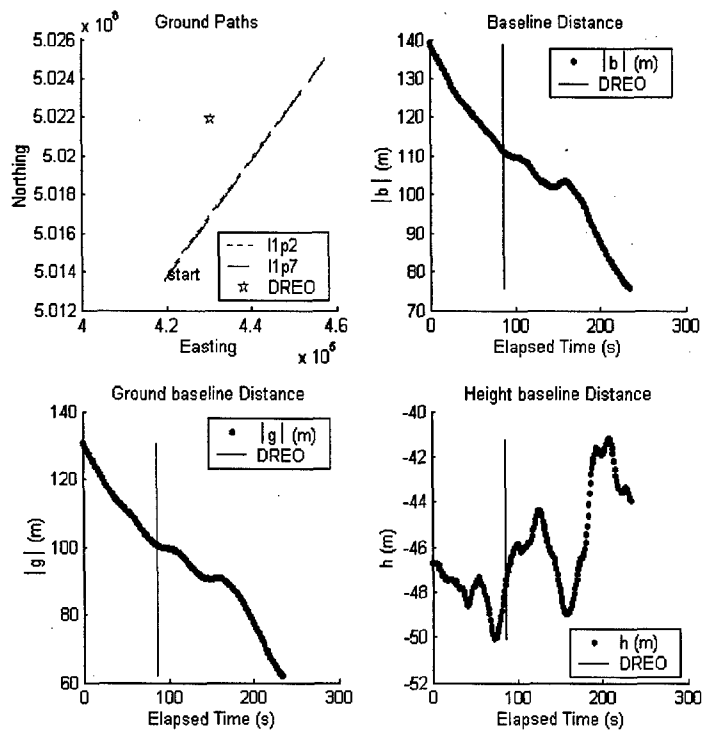 Ground Paths
x 10^6
5.026
5.024
5.022
5.02
5.018
5.016
5.014
5.012
Northing
start
l1p2
l1p7
☆ DREO
4 4.2 4.4 4.6
Easting
x 10^6
Baseline Distance
140
130
120
110
100
90
80
70
|b| (m)
|b| (m)
DREO
0 100 200 300
Elapsed Time (s)
Ground baseline Distance
140
120
100
80
60
|g| (m)
|g| (m)
DREO
0 100 200 300
Elapsed Time (s)
Height baseline Distance
-40
-42
-44
-46
-48
-50
-52
h (m)
h (m)
DREO
0 100 200 300
Elapsed Time (s)